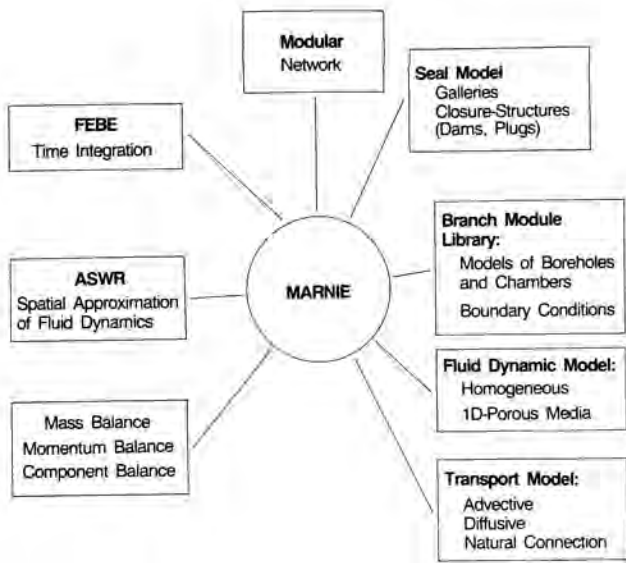 Modular
Network
Seal Model
Galleries
Closure-Structures
(Dams, Plugs)
FEBE
Time Integration
Branch Module
Library:
Models of Boreholes
and Chambers
Boundary Conditions
ASWR
Spatial Approximation
of Fluid Dynamics
MARNIE
Fluid Dynamic Model:
Homogeneous
1D-Porous Media
Mass Balance
Momentum Balance
Component Balance
Transport Model:
Advective
Diffusive
Natural Connection